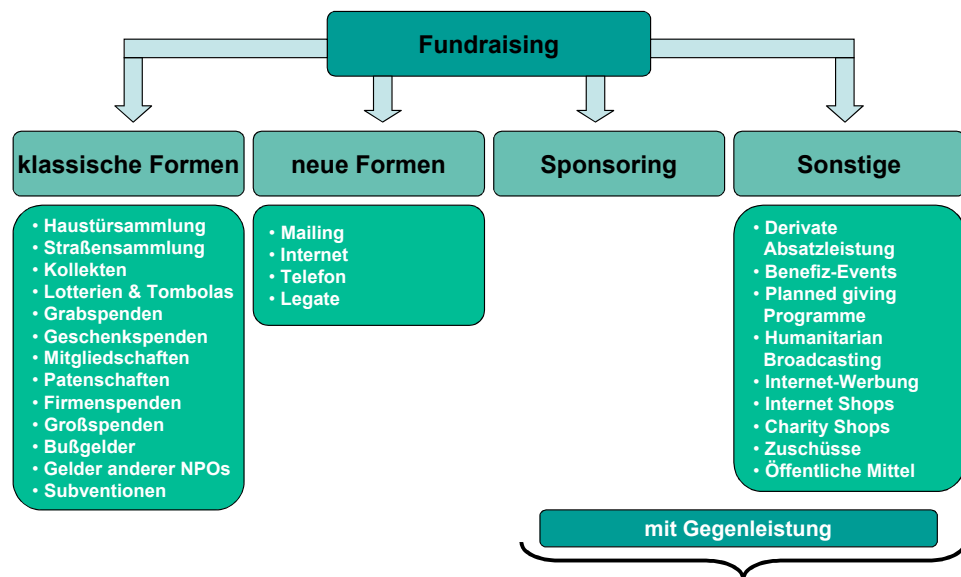 Fundraising
klassische Formen
neue Formen
Sponsoring
Sonstige
• Haustürsammlung
• Straßensammlung
• Kollekten
• Lotterien & Tombolas
• Grabspenden
• Geschenkspenden
• Mitgliedschaften
• Patenschaften
• Firmenspenden
• Großspenden
• Bußgelder
• Gelder anderer NPOs
• Subventionen
• Mailing
• Internet
• Telefon
• Legate
• Derivate
Absatzleistung
• Benefiz-Events
• Planned giving
Programme
• Humanitarian
Broadcasting
• Internet-Werbung
• Internet Shops
• Charity Shops
• Zuschüsse
• Öffentliche Mittel
mit Gegenleistung